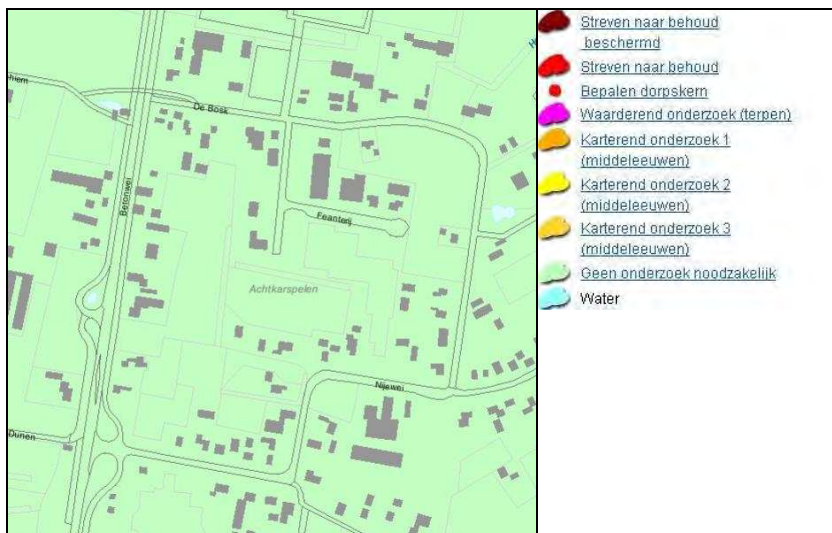 De Bosk
Betonwei
Feanterij
Achtkarspelen
Nijewei
Dunen
Streven naar behoud
beschermd
Streven naar behoud
Bepalen dorpskern
Waarderend onderzoek (terpen)
Karterend onderzoek 1
(middeleeuwen)
Karterend onderzoek 2
(middeleeuwen)
Karterend onderzoek 3
(middeleeuwen)
Geen onderzoek noodzakelijk
Water